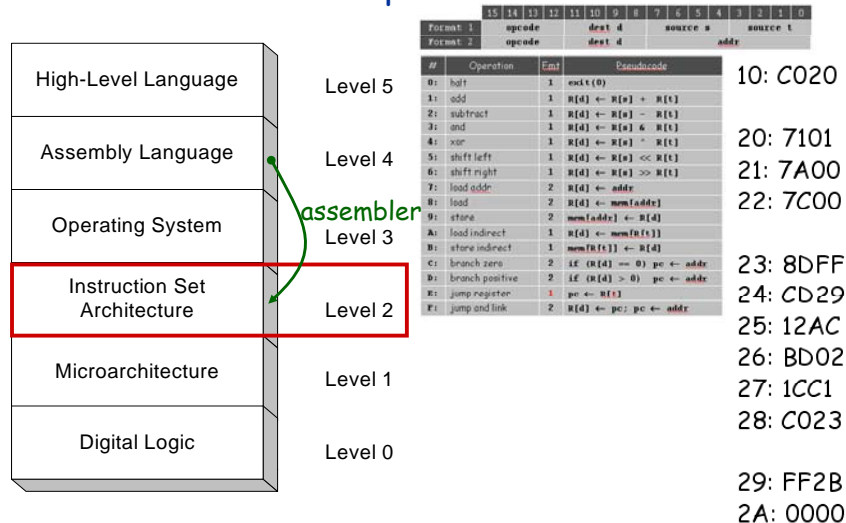 High-Level Language
Level 5
Assembly Language
Level 4
assembler
Operating System
Level 3
Instruction Set
Architecture
Level 2
Microarchitecture
Level 1
Digital Logic
Level 0
15 14 13 12 11 10 9 8 7 6 5 4 3 2 1 0
Format 1 opcode dest d source s source t
Format 2 opcode dest d addr
# Operation Fmt Pseudocode
0: halt 1 exit(0)
1: add 1 R[d] ← R[s] + R[t]
2: subtract 1 R[d] ← R[s] - R[t]
3: and 1 R[d] ← R[s] & R[t]
4: xor 1 R[d] ← R[s] ^ R[t]
5: shift left 1 R[d] ← R[s] << R[t]
6: shift right 1 R[d] ← R[s] >> R[t]
7: load addr 2 R[d] ← addr
8: load 2 R[d] ← mem[addr]
9: store 2 mem[addr] ← R[d]
A: load indirect 1 R[d] ← mem[R[t]]
B: store indirect 1 mem[R[t]] ← R[d]
C: branch zero 2 if (R[d] == 0) pc ← addr
D: branch positive 2 if (R[d] > 0) pc ← addr
E: jump register 1 pc ← R[t]
F: jump and link 2 R[d] ← pc; pc ← addr
10: C020
20: 7101
21: 7A00
22: 7C00
23: 8DFF
24: CD29
25: 12AC
26: BD02
27: 1CC1
28: C023
29: FF2B
2A: 0000